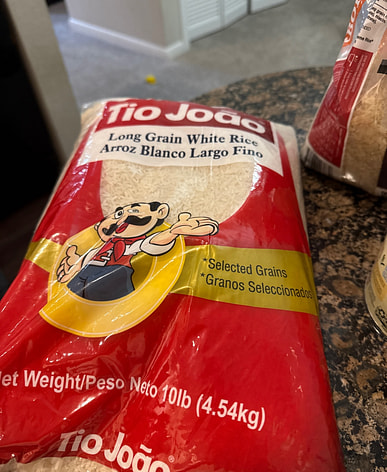 Tio João
Long Grain White Rice
Arroz Blanco Largo Fino
*Selected Grains
*Granos Seleccionados
Net Weight/Peso Neto 10lb (4.54kg)
Tio João